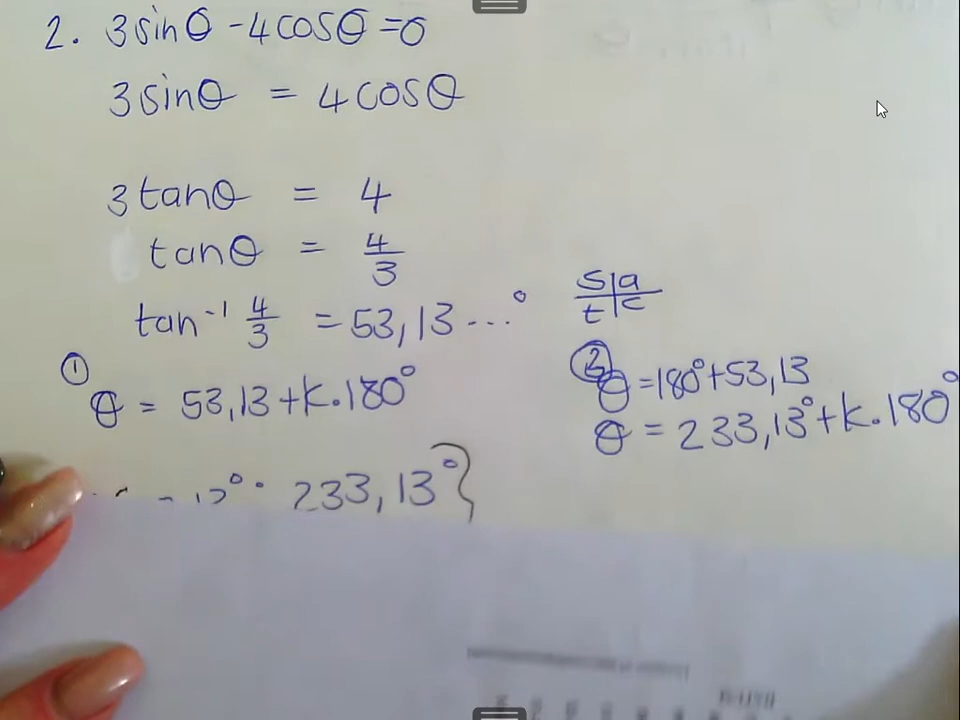 2. 3sinθ - 4cosθ = 0
3sinθ = 4cosθ
3tanθ = 4
tanθ = 4/3
tan⁻¹ 4/3 = 53,13...°
s|a
t|c
①
θ = 53,13 + k.180°
②
θ = 180° + 53,13
θ = 233,13° + k.180°
233,13°}